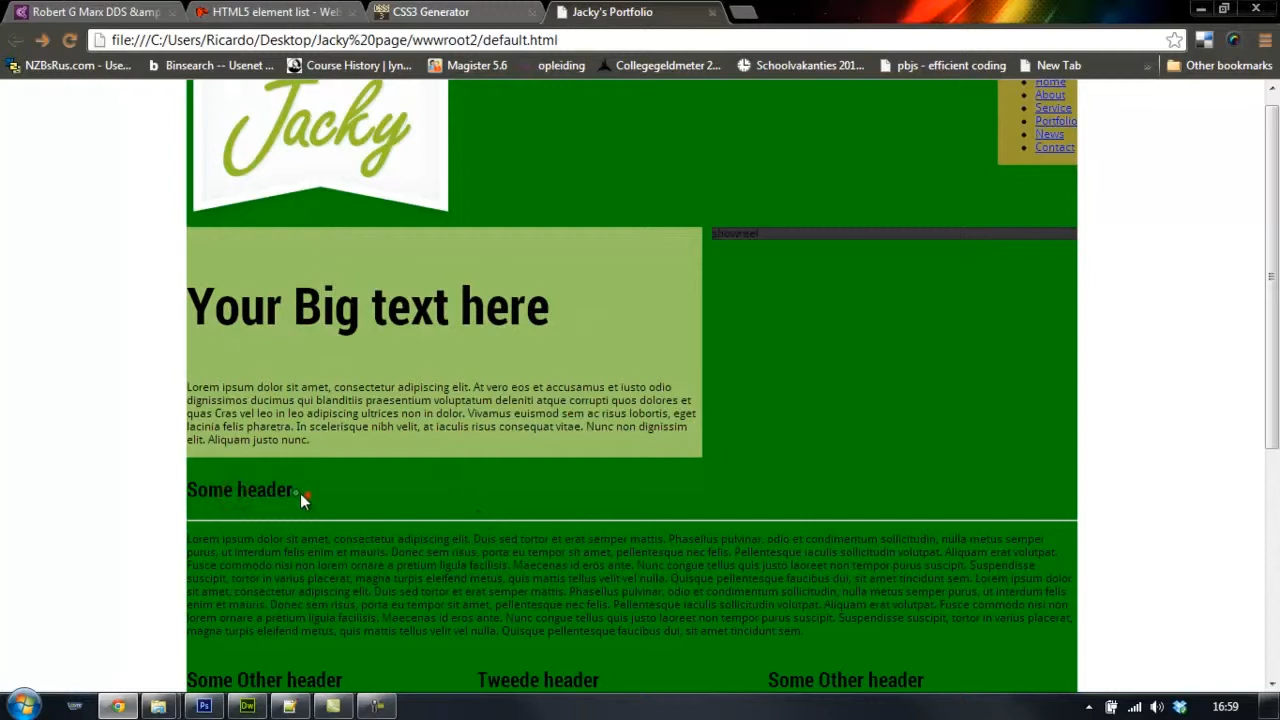 Robert G Marx DDS &amp
HTML5 element list - Web
CSS3 Generator
Jacky's Portfolio
file:///C:/Users/Ricardo/Desktop/Jacky%20page/wwwroot2/default.html
NZBsRus.com - Use...
Binsearch -- Usenet ...
Course History | lyn...
Magister 5.6
opleiding
Collegegeldmeter 2...
Schoolvakanties 201...
pbjs - efficient coding
New Tab
»
Other bookmarks
Jacky
Home
About
Service
Portfolio
News
Contact
showreel
Your Big text here
Lorem ipsum dolor sit amet, consectetur adipiscing elit. At vero eos et accusamus et iusto odio
dignissimos ducimus qui blanditiis praesentium voluptatum deleniti atque corrupti quos dolores et
quas Cras vel leo in leo adipiscing ultrices non in dolor. Vivamus euismod sem ac risus lobortis, eget
lacinia felis pharetra. In scelerisque nibh velit, at iaculis risus consequat vitae. Nunc non dignissim
elit. Aliquam justo nunc.
Some header
Lorem ipsum dolor sit amet, consectetur adipiscing elit. Duis sed tortor et erat semper mattis. Phasellus pulvinar, odio et condimentum sollicitudin, nulla metus semper
purus, ut interdum felis enim et mauris. Donec sem risus, porta eu tempor sit amet, pellentesque nec felis. Pellentesque iaculis sollicitudin volutpat. Aliquam erat volutpat.
Fusce commodo nisi non lorem ornare a pretium ligula facilisis. Maecenas id eros ante. Nunc congue tellus quis justo laoreet non tempor purus suscipit. Suspendisse
suscipit, tortor in varius placerat, magna turpis eleifend metus, quis mattis tellus velit vel nulla. Quisque pellentesque faucibus dui, sit amet tincidunt sem. Lorem ipsum
dolor sit amet, consectetur adipiscing elit. Duis sed tortor et erat semper mattis. Phasellus pulvinar, odio et condimentum sollicitudin, nulla metus semper purus, ut interdum felis
enim et mauris. Donec sem risus, porta eu tempor sit amet, pellentesque nec felis. Pellentesque iaculis sollicitudin volutpat. Aliquam erat volutpat. Fusce commodo nisi non
lorem ornare a pretium ligula facilisis. Maecenas id eros ante. Nunc congue tellus quis justo laoreet non tempor purus suscipit. Suspendisse suscipit, tortor in varius placerat,
magna turpis eleifend metus, quis mattis tellus velit vel nulla. Quisque pellentesque faucibus dui, sit amet tincidunt sem.
Some Other header
Tweede header
Some Other header
Ps
Dw
16:59